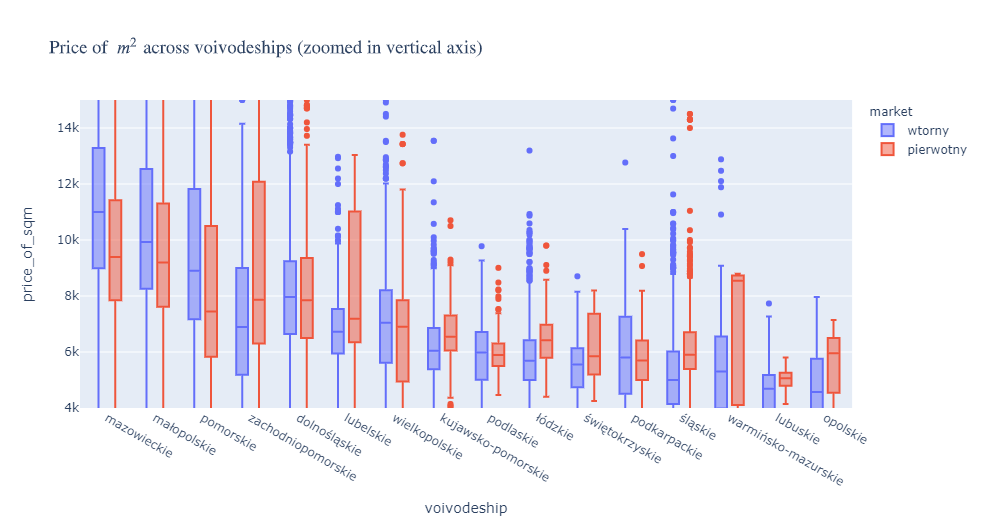 Price of m² across voivodeships (zoomed in vertical axis)
market
wtorny
pierwotny
price_of_sqm
14k
12k
10k
8k
6k
4k
mazowieckie
małopolskie
pomorskie
zachodniopomorskie
dolnośląskie
lubelskie
wielkopolskie
kujawsko-pomorskie
podlaskie
łódzkie
świętokrzyskie
podkarpackie
śląskie
warmińsko-mazurskie
lubuskie
opolskie
voivodeship